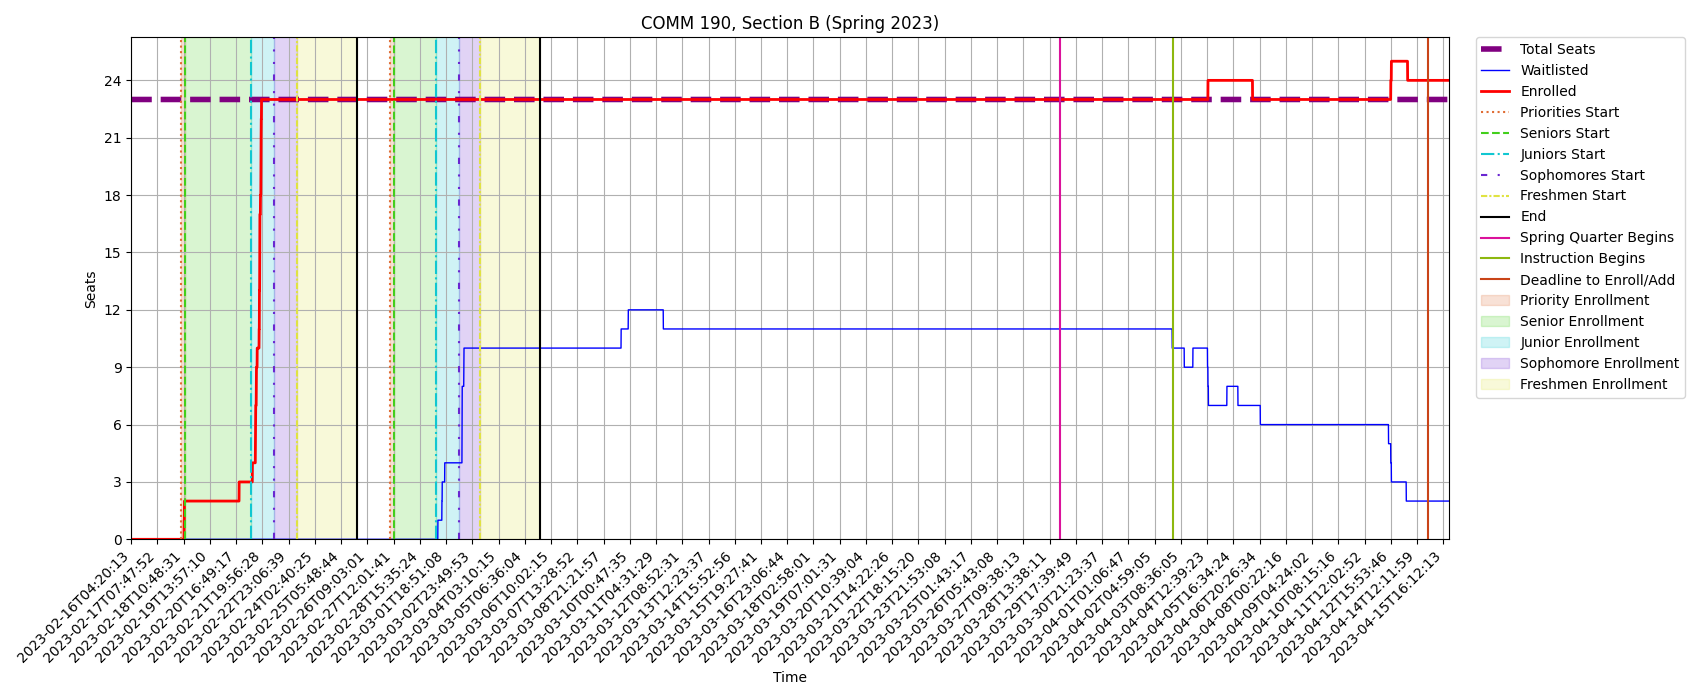 COMM 190, Section B (Spring 2023)
Seats
24
21
18
15
12
9
6
3
0
2023-02-16T04:20:13
2023-02-17T07:47:52
2023-02-18T10:48:31
2023-02-19T13:57:10
2023-02-20T16:49:17
2023-02-21T19:56:28
2023-02-22T23:06:39
2023-02-24T02:40:25
2023-02-25T05:48:44
2023-02-26T09:03:01
2023-02-27T12:01:41
2023-02-28T15:35:24
2023-03-01T18:51:08
2023-03-02T23:49:53
2023-03-04T03:10:15
2023-03-05T06:36:04
2023-03-06T10:02:15
2023-03-07T13:28:52
2023-03-08T21:21:57
2023-03-10T00:47:35
2023-03-11T04:31:29
2023-03-12T08:52:31
2023-03-13T12:23:37
2023-03-14T15:52:56
2023-03-15T19:27:41
2023-03-16T23:06:44
2023-03-18T02:58:01
2023-03-19T07:01:31
2023-03-20T10:39:04
2023-03-21T14:22:26
2023-03-22T18:15:20
2023-03-23T21:53:08
2023-03-25T01:43:17
2023-03-26T05:43:08
2023-03-27T09:38:13
2023-03-28T13:38:11
2023-03-29T17:39:49
2023-03-30T21:23:37
2023-04-01T01:06:47
2023-04-02T04:59:05
2023-04-03T08:36:05
2023-04-04T12:39:23
2023-04-05T16:34:24
2023-04-06T20:26:34
2023-04-08T00:22:16
2023-04-09T04:24:02
2023-04-10T08:15:16
2023-04-11T12:02:52
2023-04-12T15:53:46
2023-04-14T12:11:59
2023-04-15T16:12:13
Time
Total Seats
Waitlisted
Enrolled
Priorities Start
Seniors Start
Juniors Start
Sophomores Start
Freshmen Start
End
Spring Quarter Begins
Instruction Begins
Deadline to Enroll/Add
Priority Enrollment
Senior Enrollment
Junior Enrollment
Sophomore Enrollment
Freshmen Enrollment